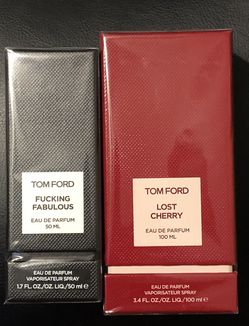 TOM FORD
FUCKING
FABULOUS
EAU DE PARFUM
50 ML
EAU DE PARFUM
VAPORISATEUR SPRAY
1.7 FL.OZ./OZ. LIQ./50 ml ℮
TOM FORD
LOST
CHERRY
EAU DE PARFUM
100 ML
EAU DE PARFUM
VAPORISATEUR SPRAY
3.4 FL.OZ./OZ. LIQ./100 ml ℮